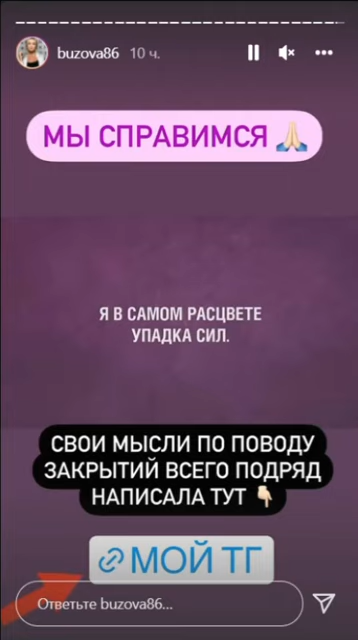 buzova86 10 ч.
МЫ СПРАВИМСЯ 🙏🏻
Я В САМОМ РАСЦВЕТЕ
УПАДКА СИЛ.
СВОИ МЫСЛИ ПО ПОВОДУ
ЗАКРЫТИЙ ВСЕГО ПОДРЯД
НАПИСАЛА ТУТ 👇🏻
МОЙ ТГ
Ответьте buzova86...